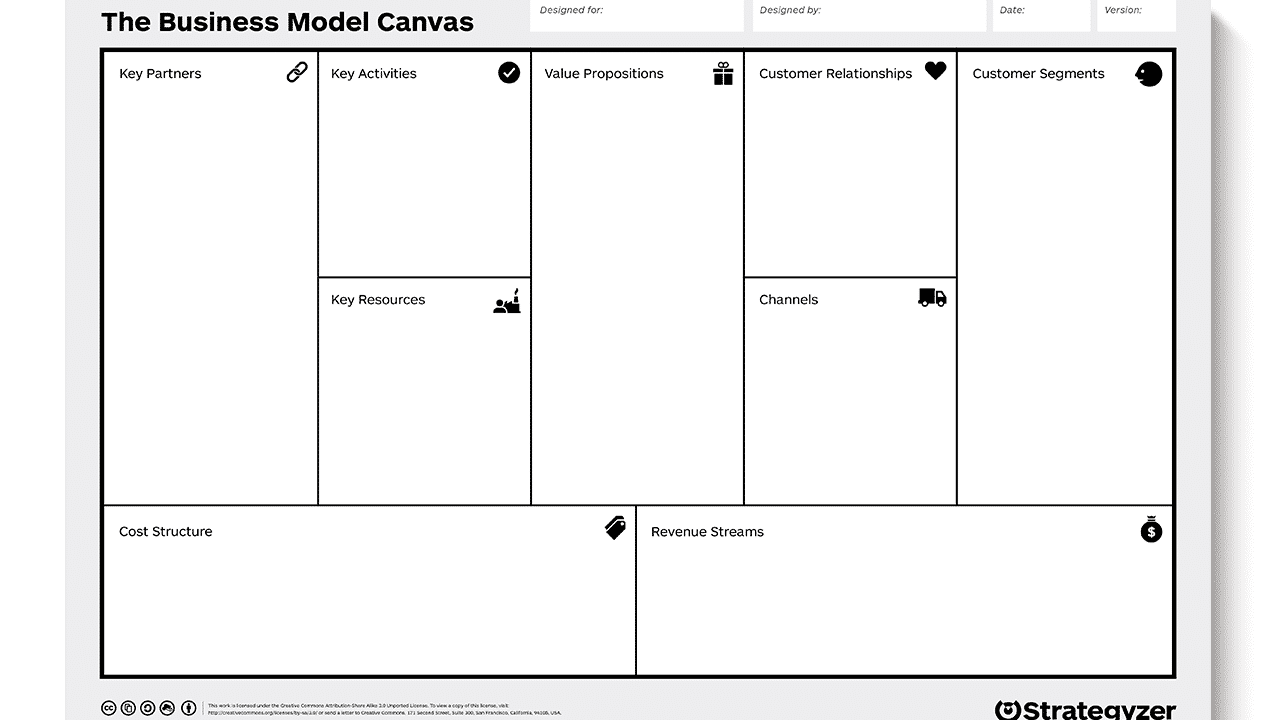 The Business Model Canvas
Designed for:
Designed by:
Date:
Version:
Key Partners
Key Activities
Value Propositions
Customer Relationships
Customer Segments
Key Resources
Channels
Cost Structure
Revenue Streams
$
cc
This work is licensed under the Creative Commons Attribution-Share Alike 3.0 Unported License. To view a copy of this license, visit:
http://creativecommons.org/licenses/by-sa/3.0/ or send a letter to Creative Commons, 171 Second Street, Suite 300, San Francisco, California, 94105, USA.
Strategyzer